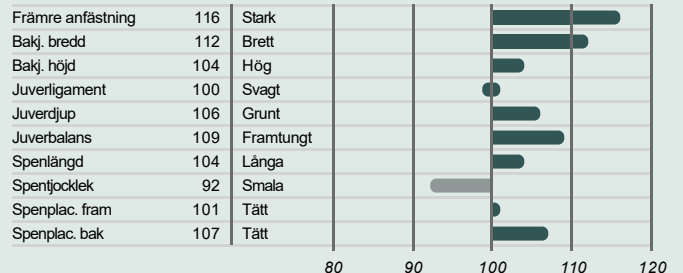 Främre anfästning 116 Stark
Bakj. bredd 112 Brett
Bakj. höjd 104 Hög
Juverligament 100 Svagt
Juverdjup 106 Grunt
Juverbalans 109 Framtungt
Spenlängd 104 Långa
Spentjocklek 92 Smala
Spenplac. fram 101 Tätt
Spenplac. bak 107 Tätt
80 90 100 110 120